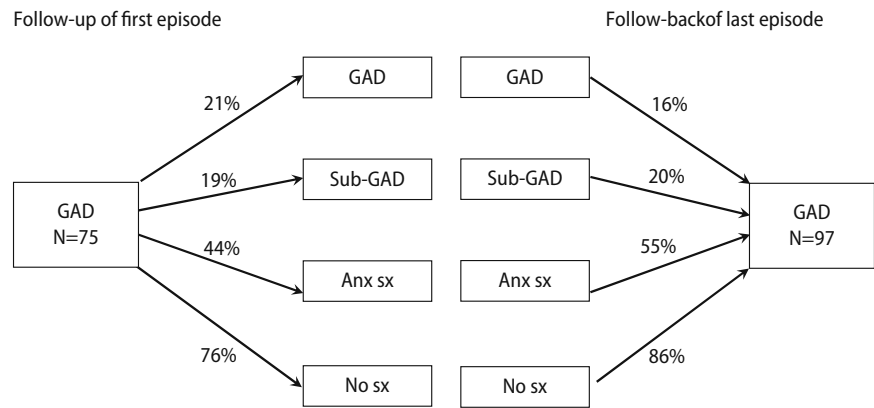 Follow-up of first episode
Follow-backof last episode
GAD
GAD
21%
16%
Sub-GAD
Sub-GAD
19%
20%
GAD
N=75
GAD
N=97
44%
55%
Anx sx
Anx sx
76%
86%
No sx
No sx